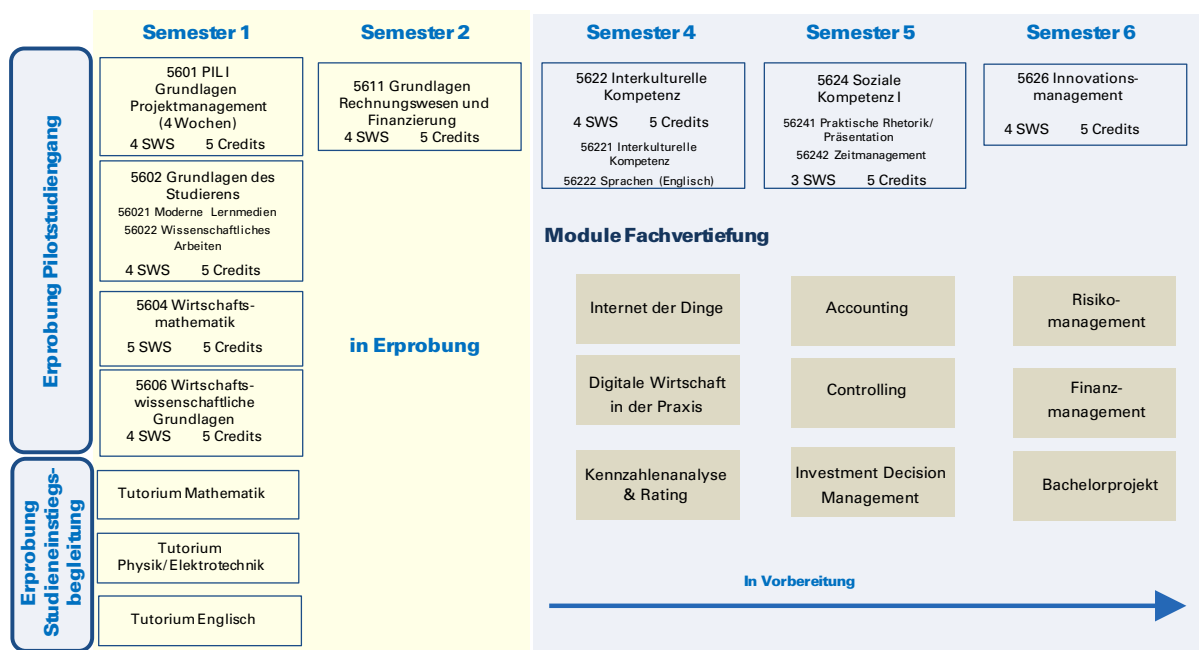 Semester 1
Semester 2
Semester 4
Semester 5
Semester 6
Erprobung Pilotstudiengang
5601 PIL I
Grundlagen
Projektmanagement
(4 Wochen)
4 SWS 5 Credits
5602 Grundlagen des
Studierens
56021 Moderne Lernmedien
56022 Wissenschaftliches
Arbeiten
4 SWS 5 Credits
5604 Wirtschafts-
mathematik
5 SWS 5 Credits
5606 Wirtschafts-
wissenschaftliche
Grundlagen
4 SWS 5 Credits
5611 Grundlagen
Rechnungswesen und
Finanzierung
4 SWS 5 Credits
in Erprobung
5622 Interkulturelle
Kompetenz
4 SWS 5 Credits
56221 Interkulturelle
Kompetenz
56222 Sprachen (Englisch)
5624 Soziale
Kompetenz I
56241 Praktische Rhetorik/
Präsentation
56242 Zeitmanagement
3 SWS 5 Credits
5626 Innovations-
management
4 SWS 5 Credits
Module Fachvertiefung
Internet der Dinge
Accounting
Risiko-
management
Digitale Wirtschaft
in der Praxis
Controlling
Finanz-
management
Kennzahlenanalyse
& Rating
Investment Decision
Management
Bachelorprojekt
In Vorbereitung
Erprobung
Studieneinstiegs-
begleitung
Tutorium Mathematik
Tutorium
Physik/Elektrotechnik
Tutorium Englisch